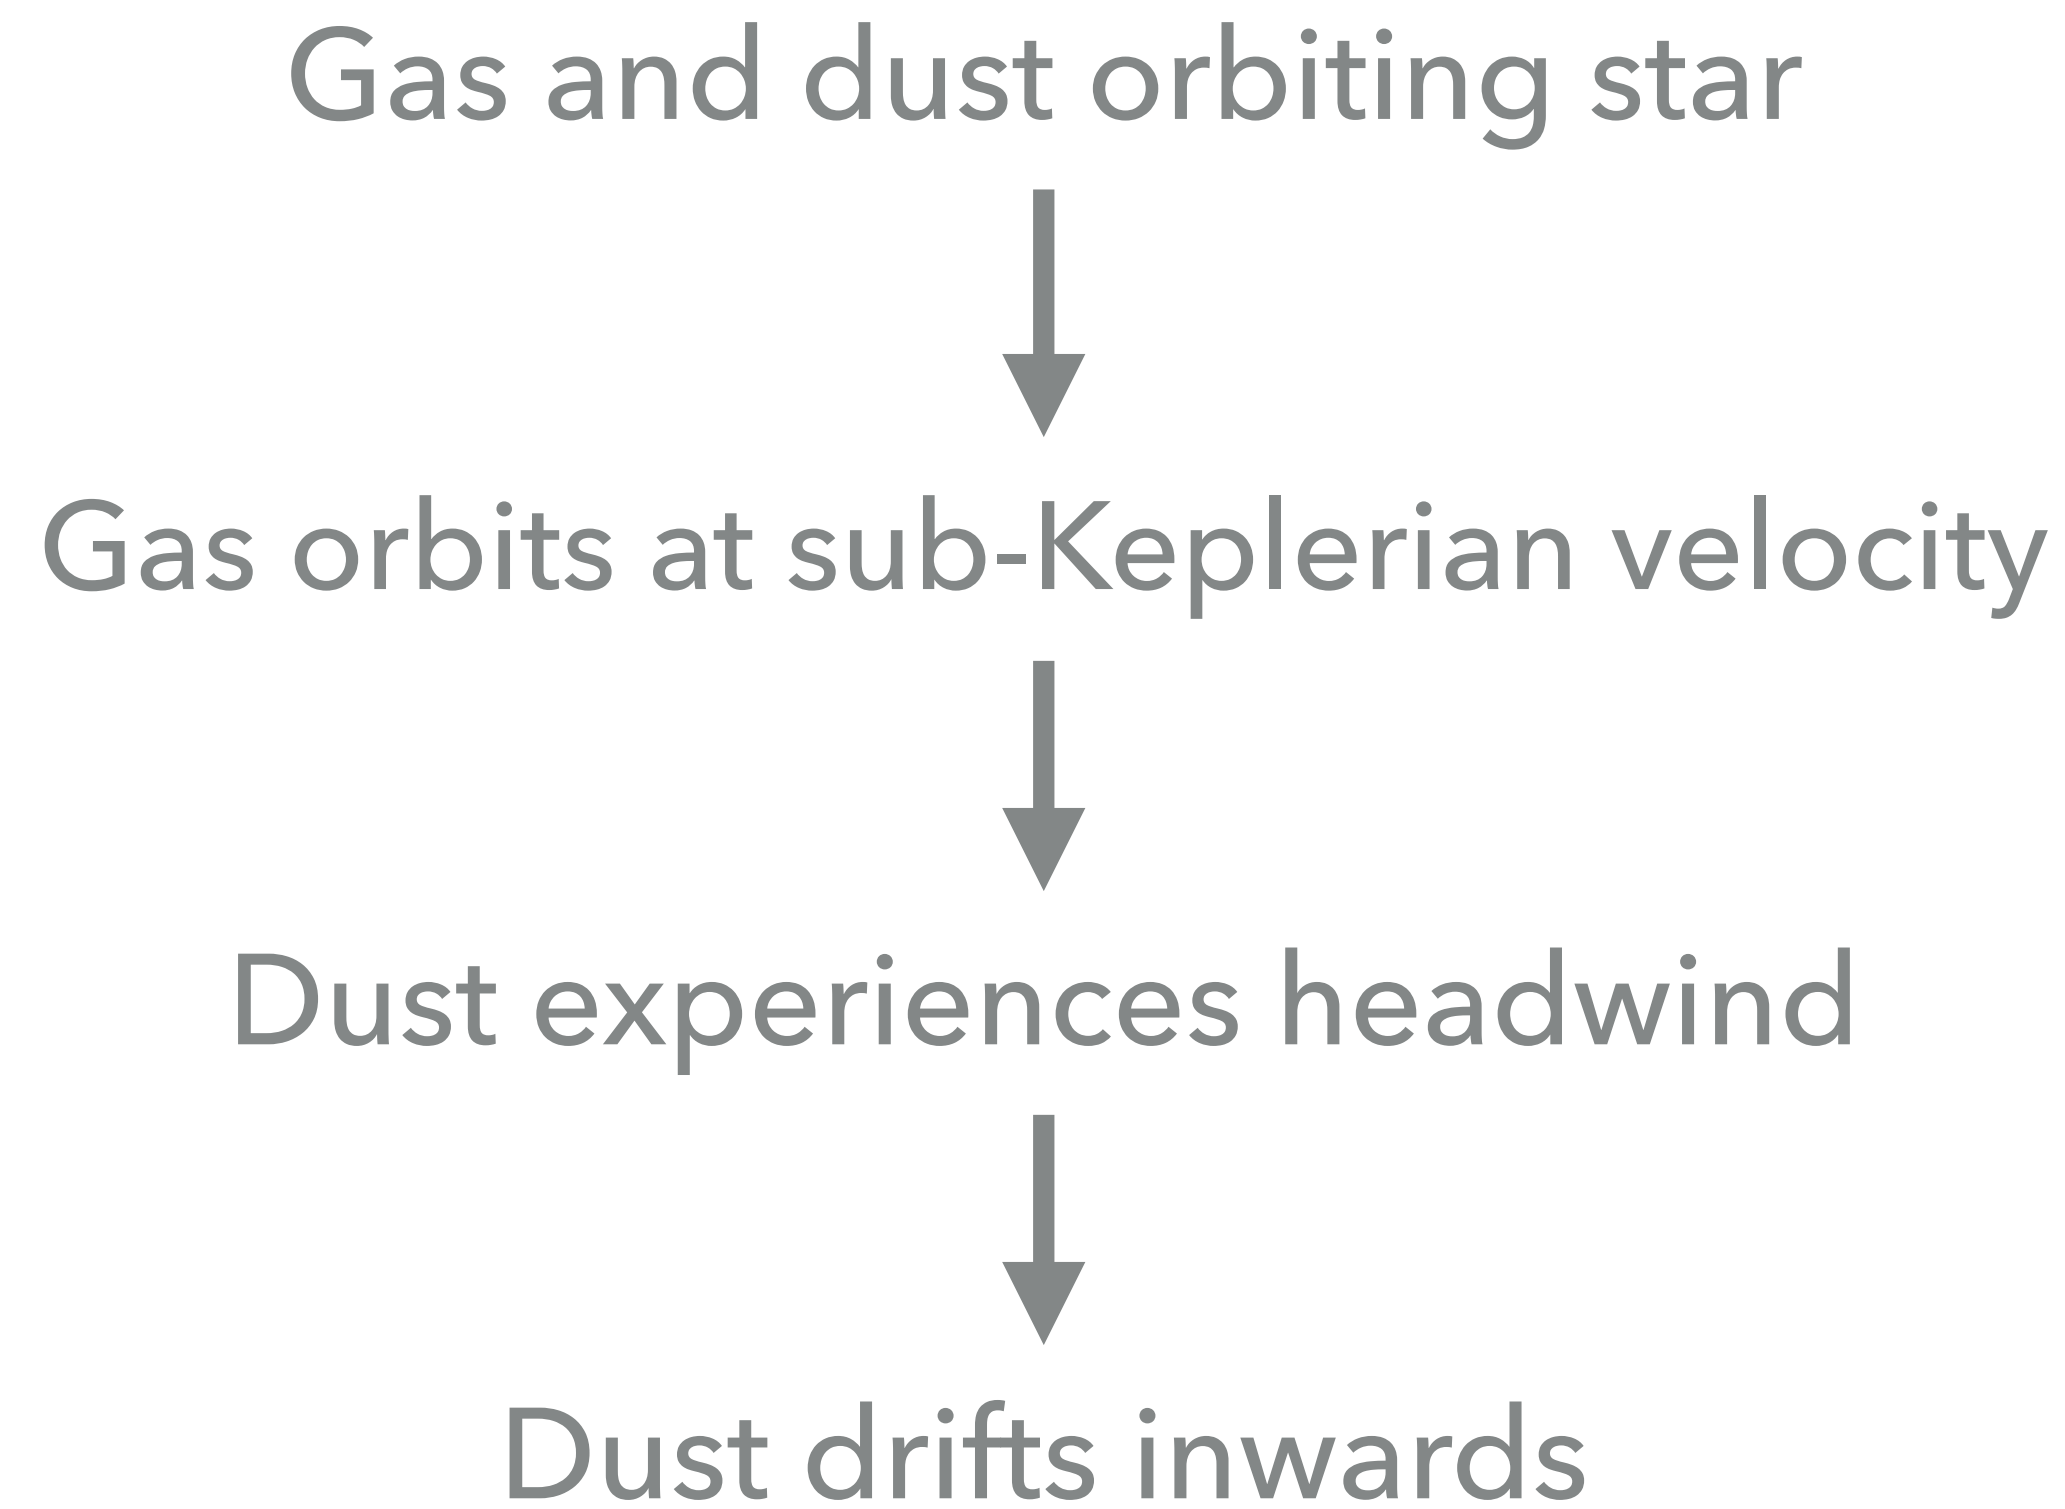 Gas and dust orbiting star
Gas orbits at sub-Keplerian velocity
Dust experiences headwind
Dust drifts inwards